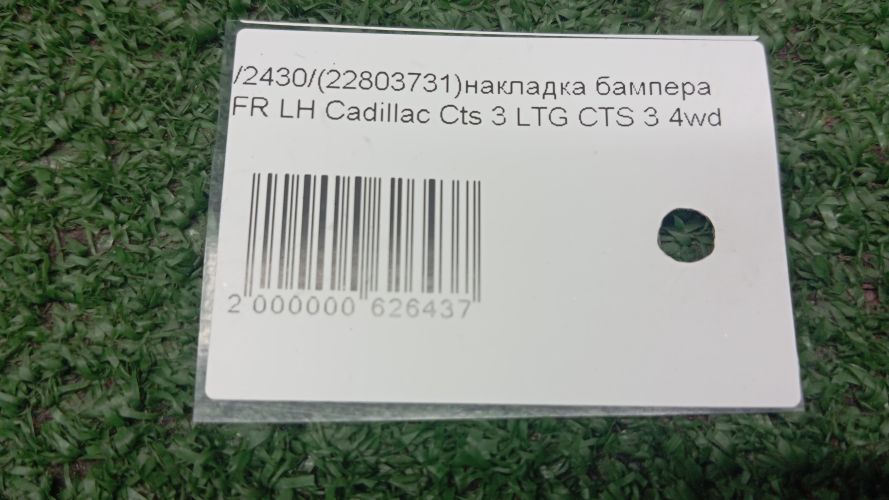 /2430/(22803731)накладка бампера
FR LH Cadillac Cts 3 LTG CTS 3 4wd
2 000000 626437